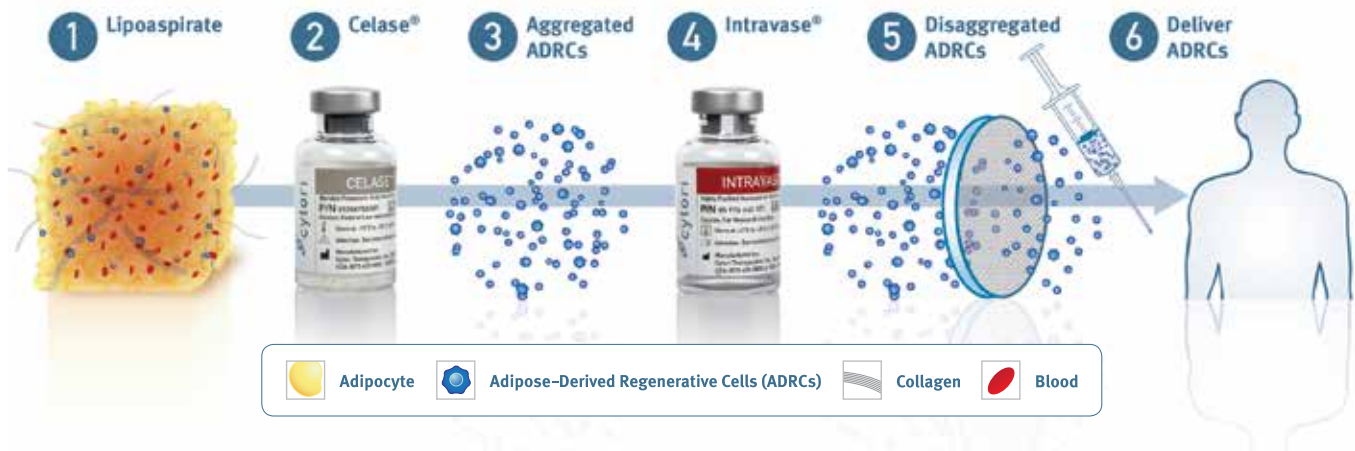 1 Lipoaspirate
2 Celase®
3 Aggregated
ADRCs
4 Intravase®
5 Disaggregated
ADRCs
6 Deliver
ADRCs
cytori
CELASE
cytori
INTRAVAS
Adipocyte
Adipose–Derived Regenerative Cells (ADRCs)
Collagen
Blood